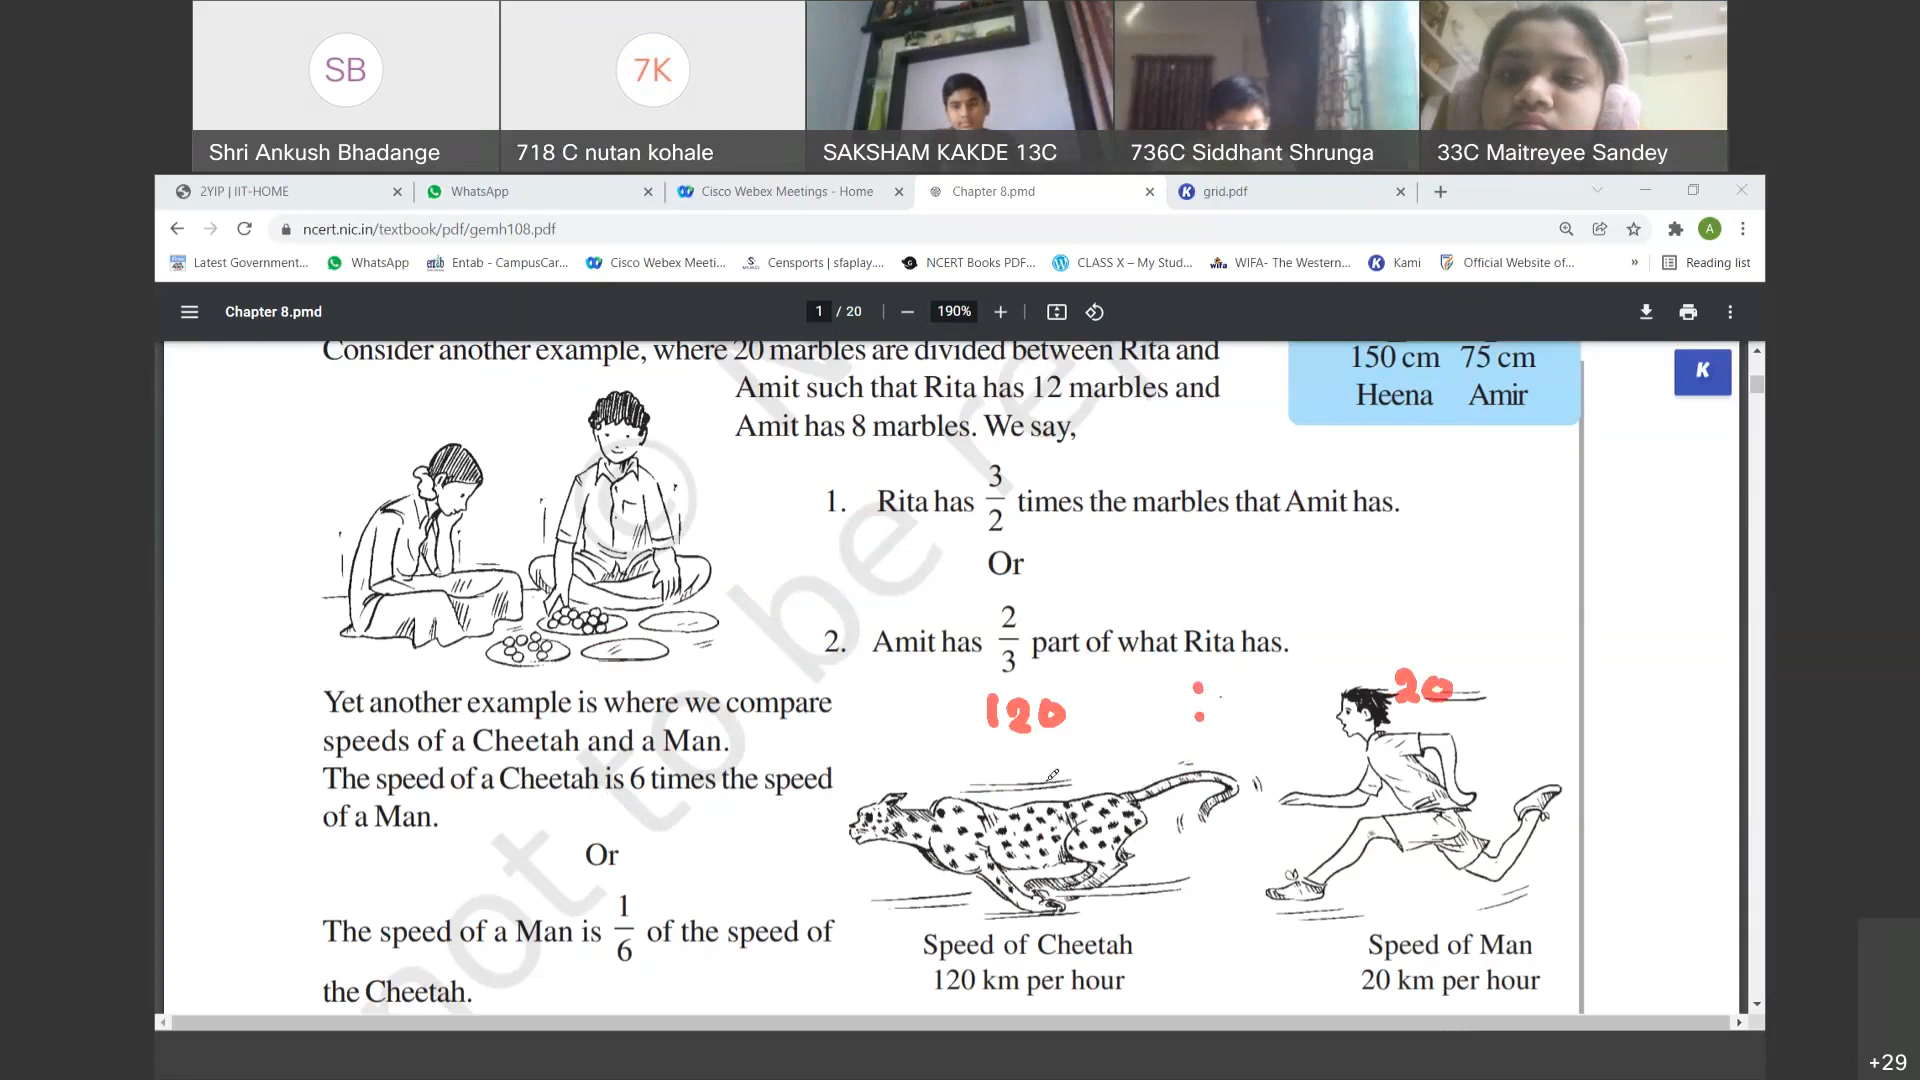 SB
7K
Shri Ankush Bhadange
718 C nutan kohale
SAKSHAM KAKDE 13C
736C Siddhant Shrunga
33C Maitreyee Sandey
2YIP | IIT-HOME
WhatsApp
Cisco Webex Meetings - Home
Chapter 8.pmd
K grid.pdf
ncert.nic.in/textbook/pdf/gemh108.pdf
A
Latest Government...
WhatsApp
entab Entab - CampusCar...
Cisco Webex Meeti...
Censports | sfaplay....
NCERT Books PDF...
CLASS X – My Stud...
wifa WIFA- The Western...
K Kami
Official Website of...
»
Reading list
Chapter 8.pmd
1 / 20
190%
K
Consider another example, where 20 marbles are divided between Rita and
Amit such that Rita has 12 marbles and
Amit has 8 marbles. We say,
150 cm 75 cm
Heena Amir
1. Rita has 3/2 times the marbles that Amit has.
Or
2. Amit has 2/3 part of what Rita has.
120 : 20
Yet another example is where we compare
speeds of a Cheetah and a Man.
The speed of a Cheetah is 6 times the speed
of a Man.
Or
The speed of a Man is 1/6 of the speed of
the Cheetah.
Speed of Cheetah
120 km per hour
Speed of Man
20 km per hour
© not to be re
+29